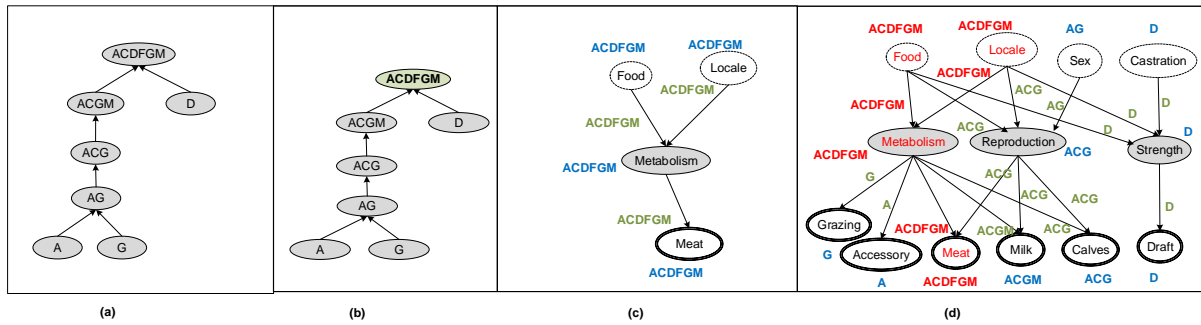 ACDFGM
ACGM
D
ACG
AG
A
G
(a)
ACDFGM
ACGM
D
ACG
AG
A
G
(b)
ACDFGM
ACDFGM
Food
Locale
ACDFGM
ACDFGM
ACDFGM
Metabolism
ACDFGM
Meat
ACDFGM
(c)
ACDFGM
ACDFGM
AG
D
Food
Locale
Sex
Castration
ACDFGM
ACDFGM
ACG
AG
D
D
ACG
D
D
Metabolism
Reproduction
Strength
ACDFGM
ACG
G
ACG
A
ACG
D
ACDFGM
ACGM
ACG
ACG
Grazing
Accessory
Meat
Milk
Calves
Draft
G
A
ACDFGM
ACGM
ACG
D
(d)